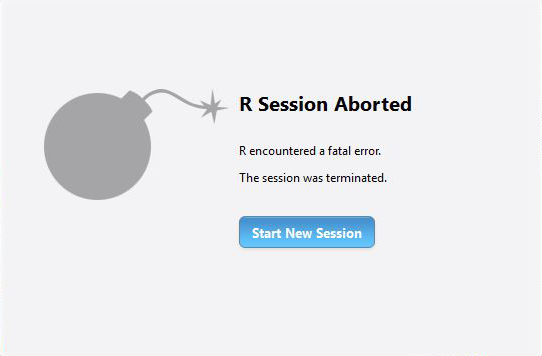 R Session Aborted
R encountered a fatal error.
The session was terminated.
Start New Session